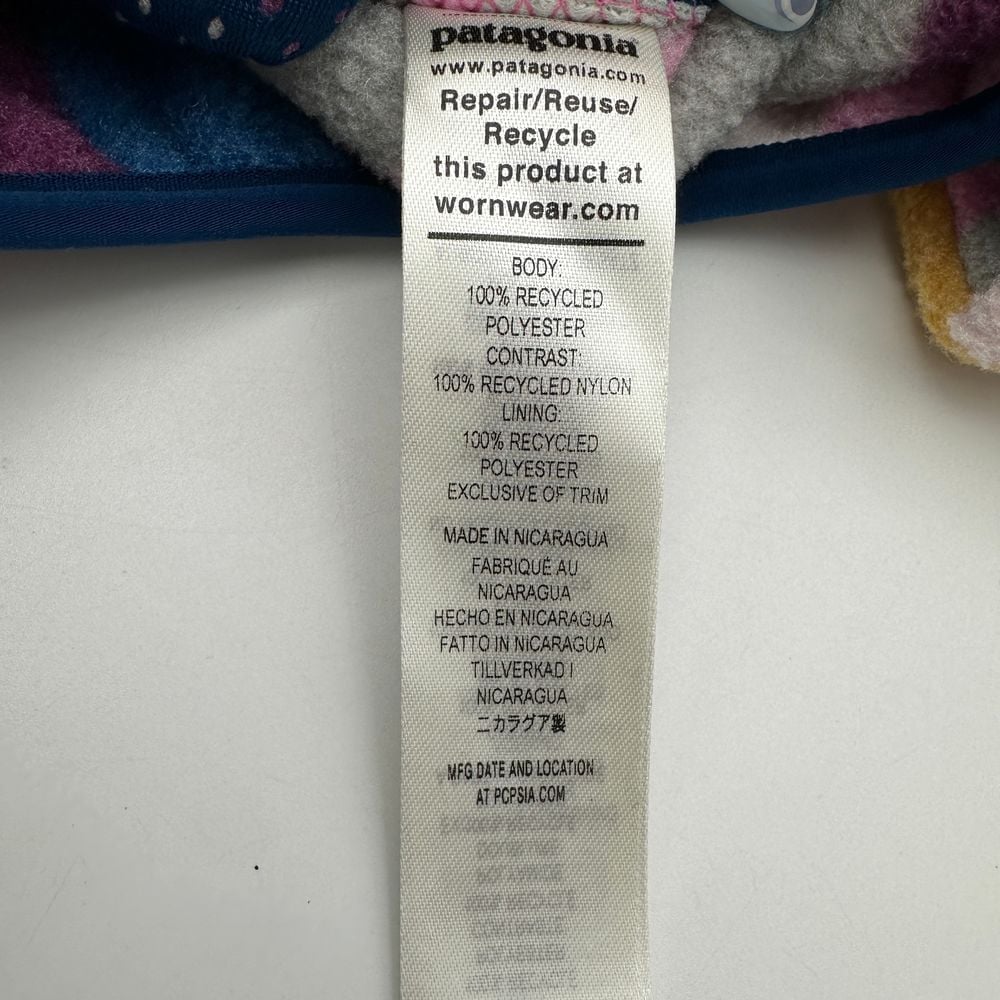 patagonia
www.patagonia.com
Repair/Reuse/
Recycle
this product at
wornwear.com
BODY:
100% RECYCLED
POLYESTER
CONTRAST:
100% RECYCLED NYLON
LINING:
100% RECYCLED
POLYESTER
EXCLUSIVE OF TRIM
MADE IN NICARAGUA
FABRIQUÉ AU
NICARAGUA
HECHO EN NICARAGUA
FATTO IN NICARAGUA
TILLVERKAD I
NICARAGUA
ニカラグア製
MFG DATE AND LOCATION
AT PCPSIA.COM